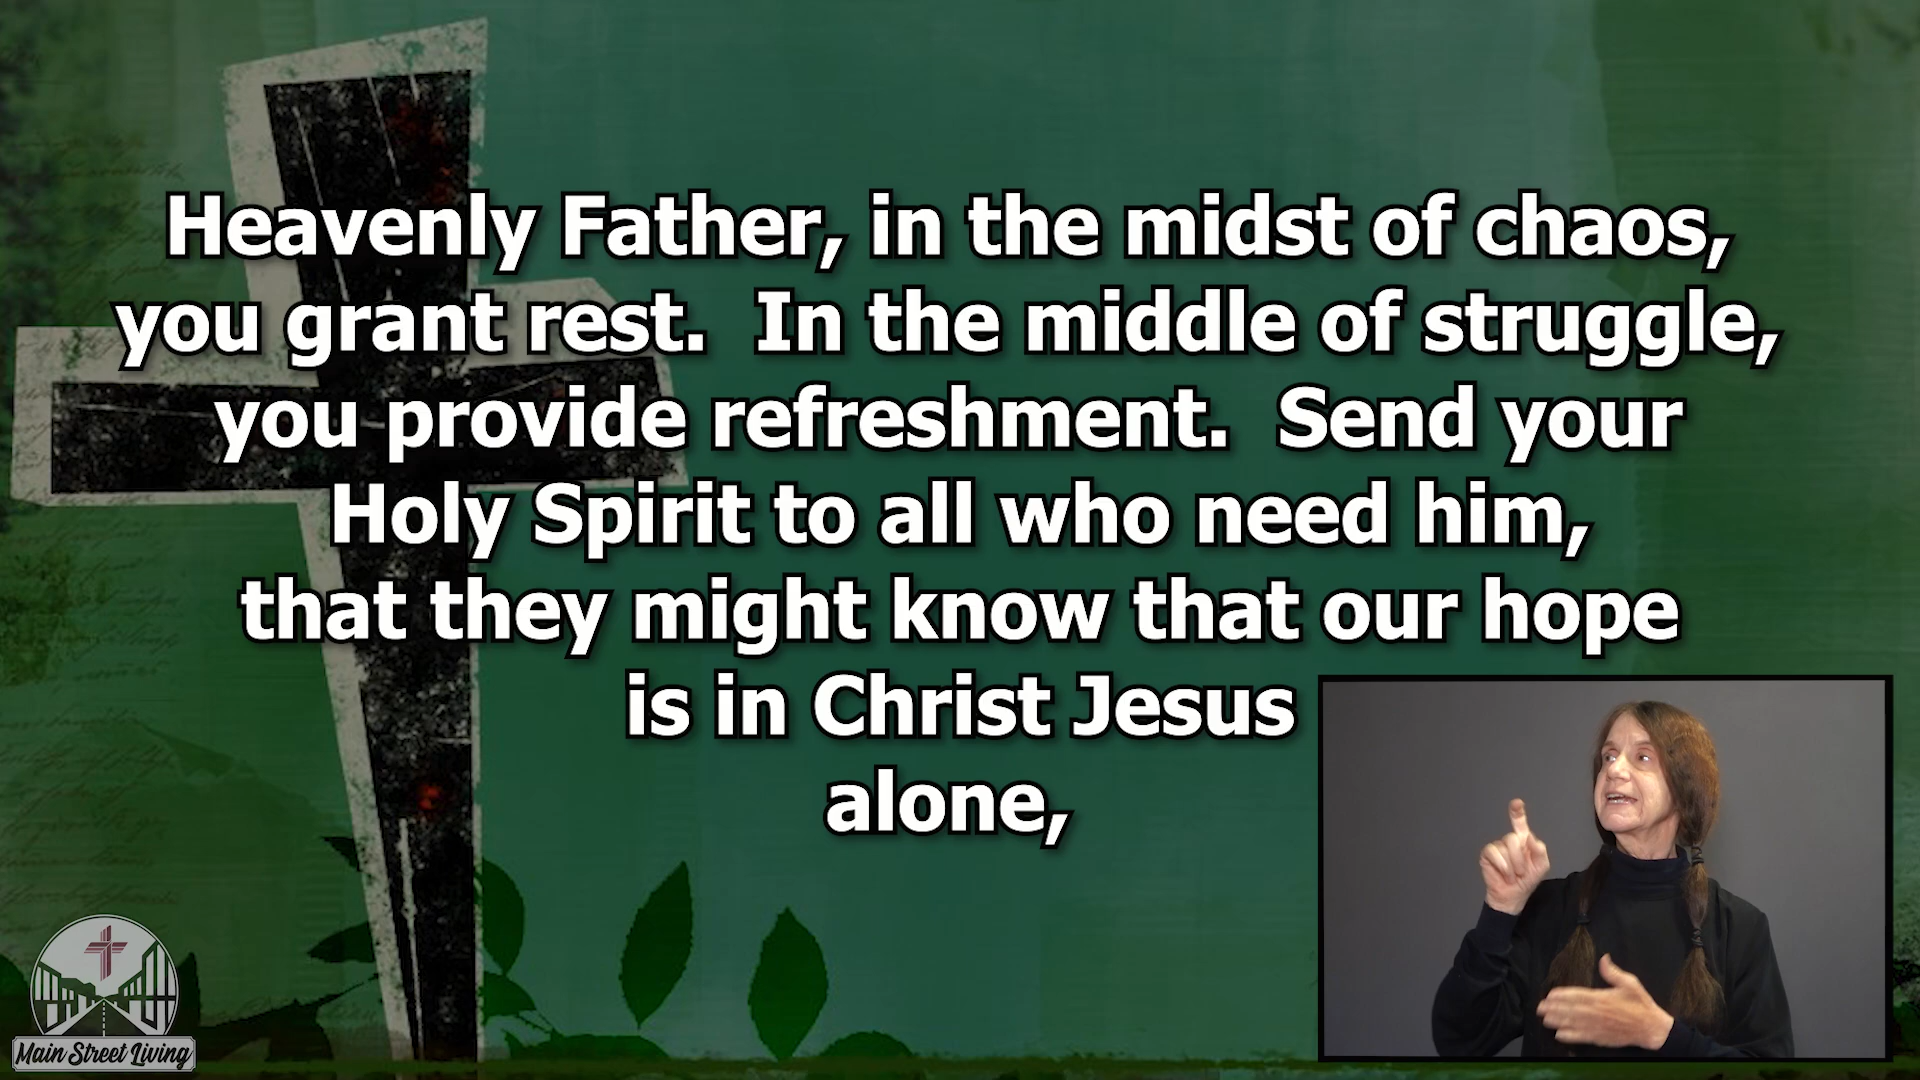 Heavenly Father, in the midst of chaos,
you grant rest.  In the middle of struggle,
you provide refreshment.  Send your
Holy Spirit to all who need him,
that they might know that our hope
is in Christ Jesus
alone,
Main Street Living